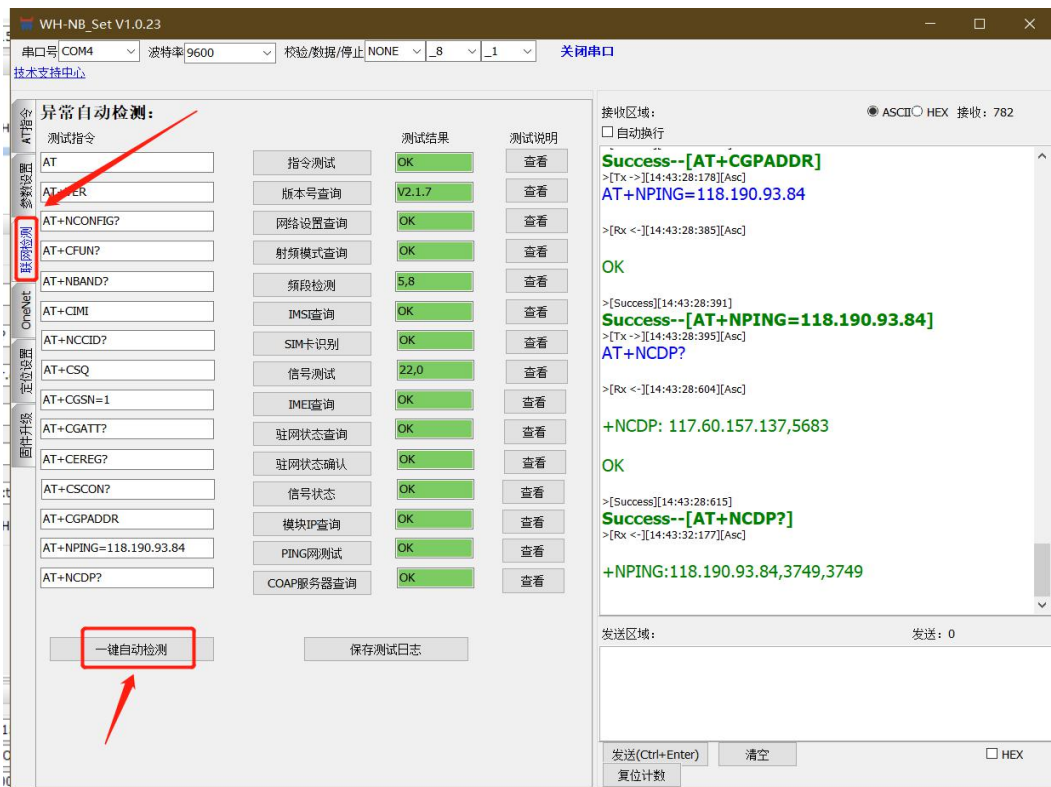 WH-NB_Set V1.0.23
串口号 COM4 波特率 9600 校验/数据/停止 NONE _8 _1 关闭串口
技术支持中心
AT指令
参数设置
联网检测
OneNet
定位设置
固件升级
异常自动检测:
测试指令 测试结果 测试说明
AT 指令测试 OK 查看
AT+VER 版本号查询 V2.1.7 查看
AT+NCONFIG? 网络设置查询 OK 查看
AT+CFUN? 射频模式查询 OK 查看
AT+NBAND? 频段检测 5,8 查看
AT+CIMI IMSI查询 OK 查看
AT+NCCID? SIM卡识别 OK 查看
AT+CSQ 信号测试 22,0 查看
AT+CGSN=1 IMEI查询 OK 查看
AT+CGATT? 驻网状态查询 OK 查看
AT+CEREG? 驻网状态确认 OK 查看
AT+CSCON? 信号状态 OK 查看
AT+CGPADDR 模块IP查询 OK 查看
AT+NPING=118.190.93.84 PING网测试 OK 查看
AT+NCDP? COAP服务器查询 OK 查看
一键自动检测 保存测试日志
接收区域: ASCII HEX 接收: 782
自动换行
Success--[AT+CGPADDR]
>[Tx ->][14:43:28:178][Asc]
AT+NPING=118.190.93.84
>[Rx <-][14:43:28:385][Asc]
OK
>[Success][14:43:28:391]
Success--[AT+NPING=118.190.93.84]
>[Tx ->][14:43:28:395][Asc]
AT+NCDP?
>[Rx <-][14:43:28:604][Asc]
+NCDP: 117.60.157.137,5683
OK
>[Success][14:43:28:615]
Success--[AT+NCDP?]
>[Rx <-][14:43:32:177][Asc]
+NPING:118.190.93.84,3749,3749
发送区域: 发送: 0
发送(Ctrl+Enter) 清空 HEX
复位计数